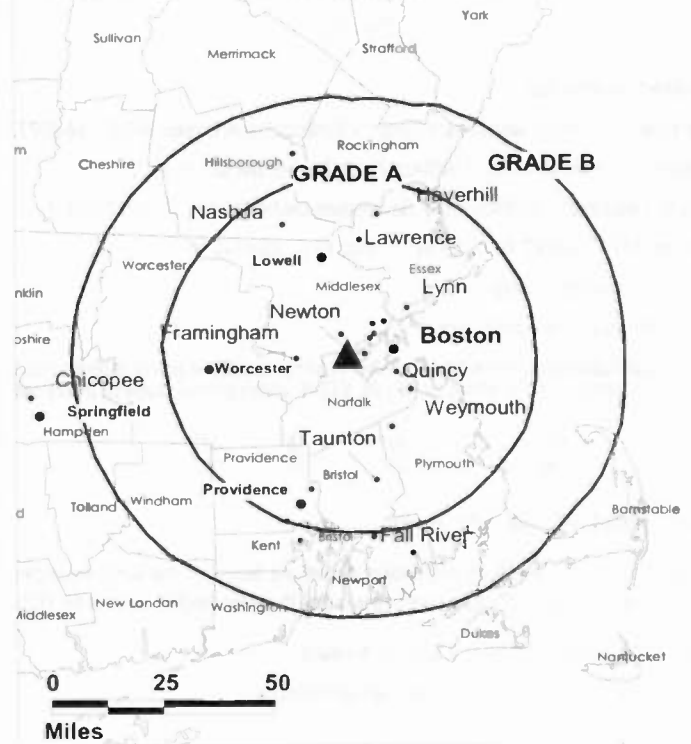 York
Sullivan
Merrimack
Strafford
Rockingham
Cheshire
Hillsborough
GRADE B
GRADE A
Haverhill
Nashua
Lawrence
Lowell
Worcester
Essex
Middlesex
Lynn
nklin
Newton
Framingham
Boston
pshire
Worcester
Quincy
Chicopee
Springfield
Norfolk
Weymouth
Hampden
Taunton
Providence
Bristol
Plymouth
Providence
Tolland
Windham
Barnstable
d
Kent
Bristol
Fall River
Newport
Middlesex
New London
Washington
Dukes
Nantucket
0 25 50
Miles